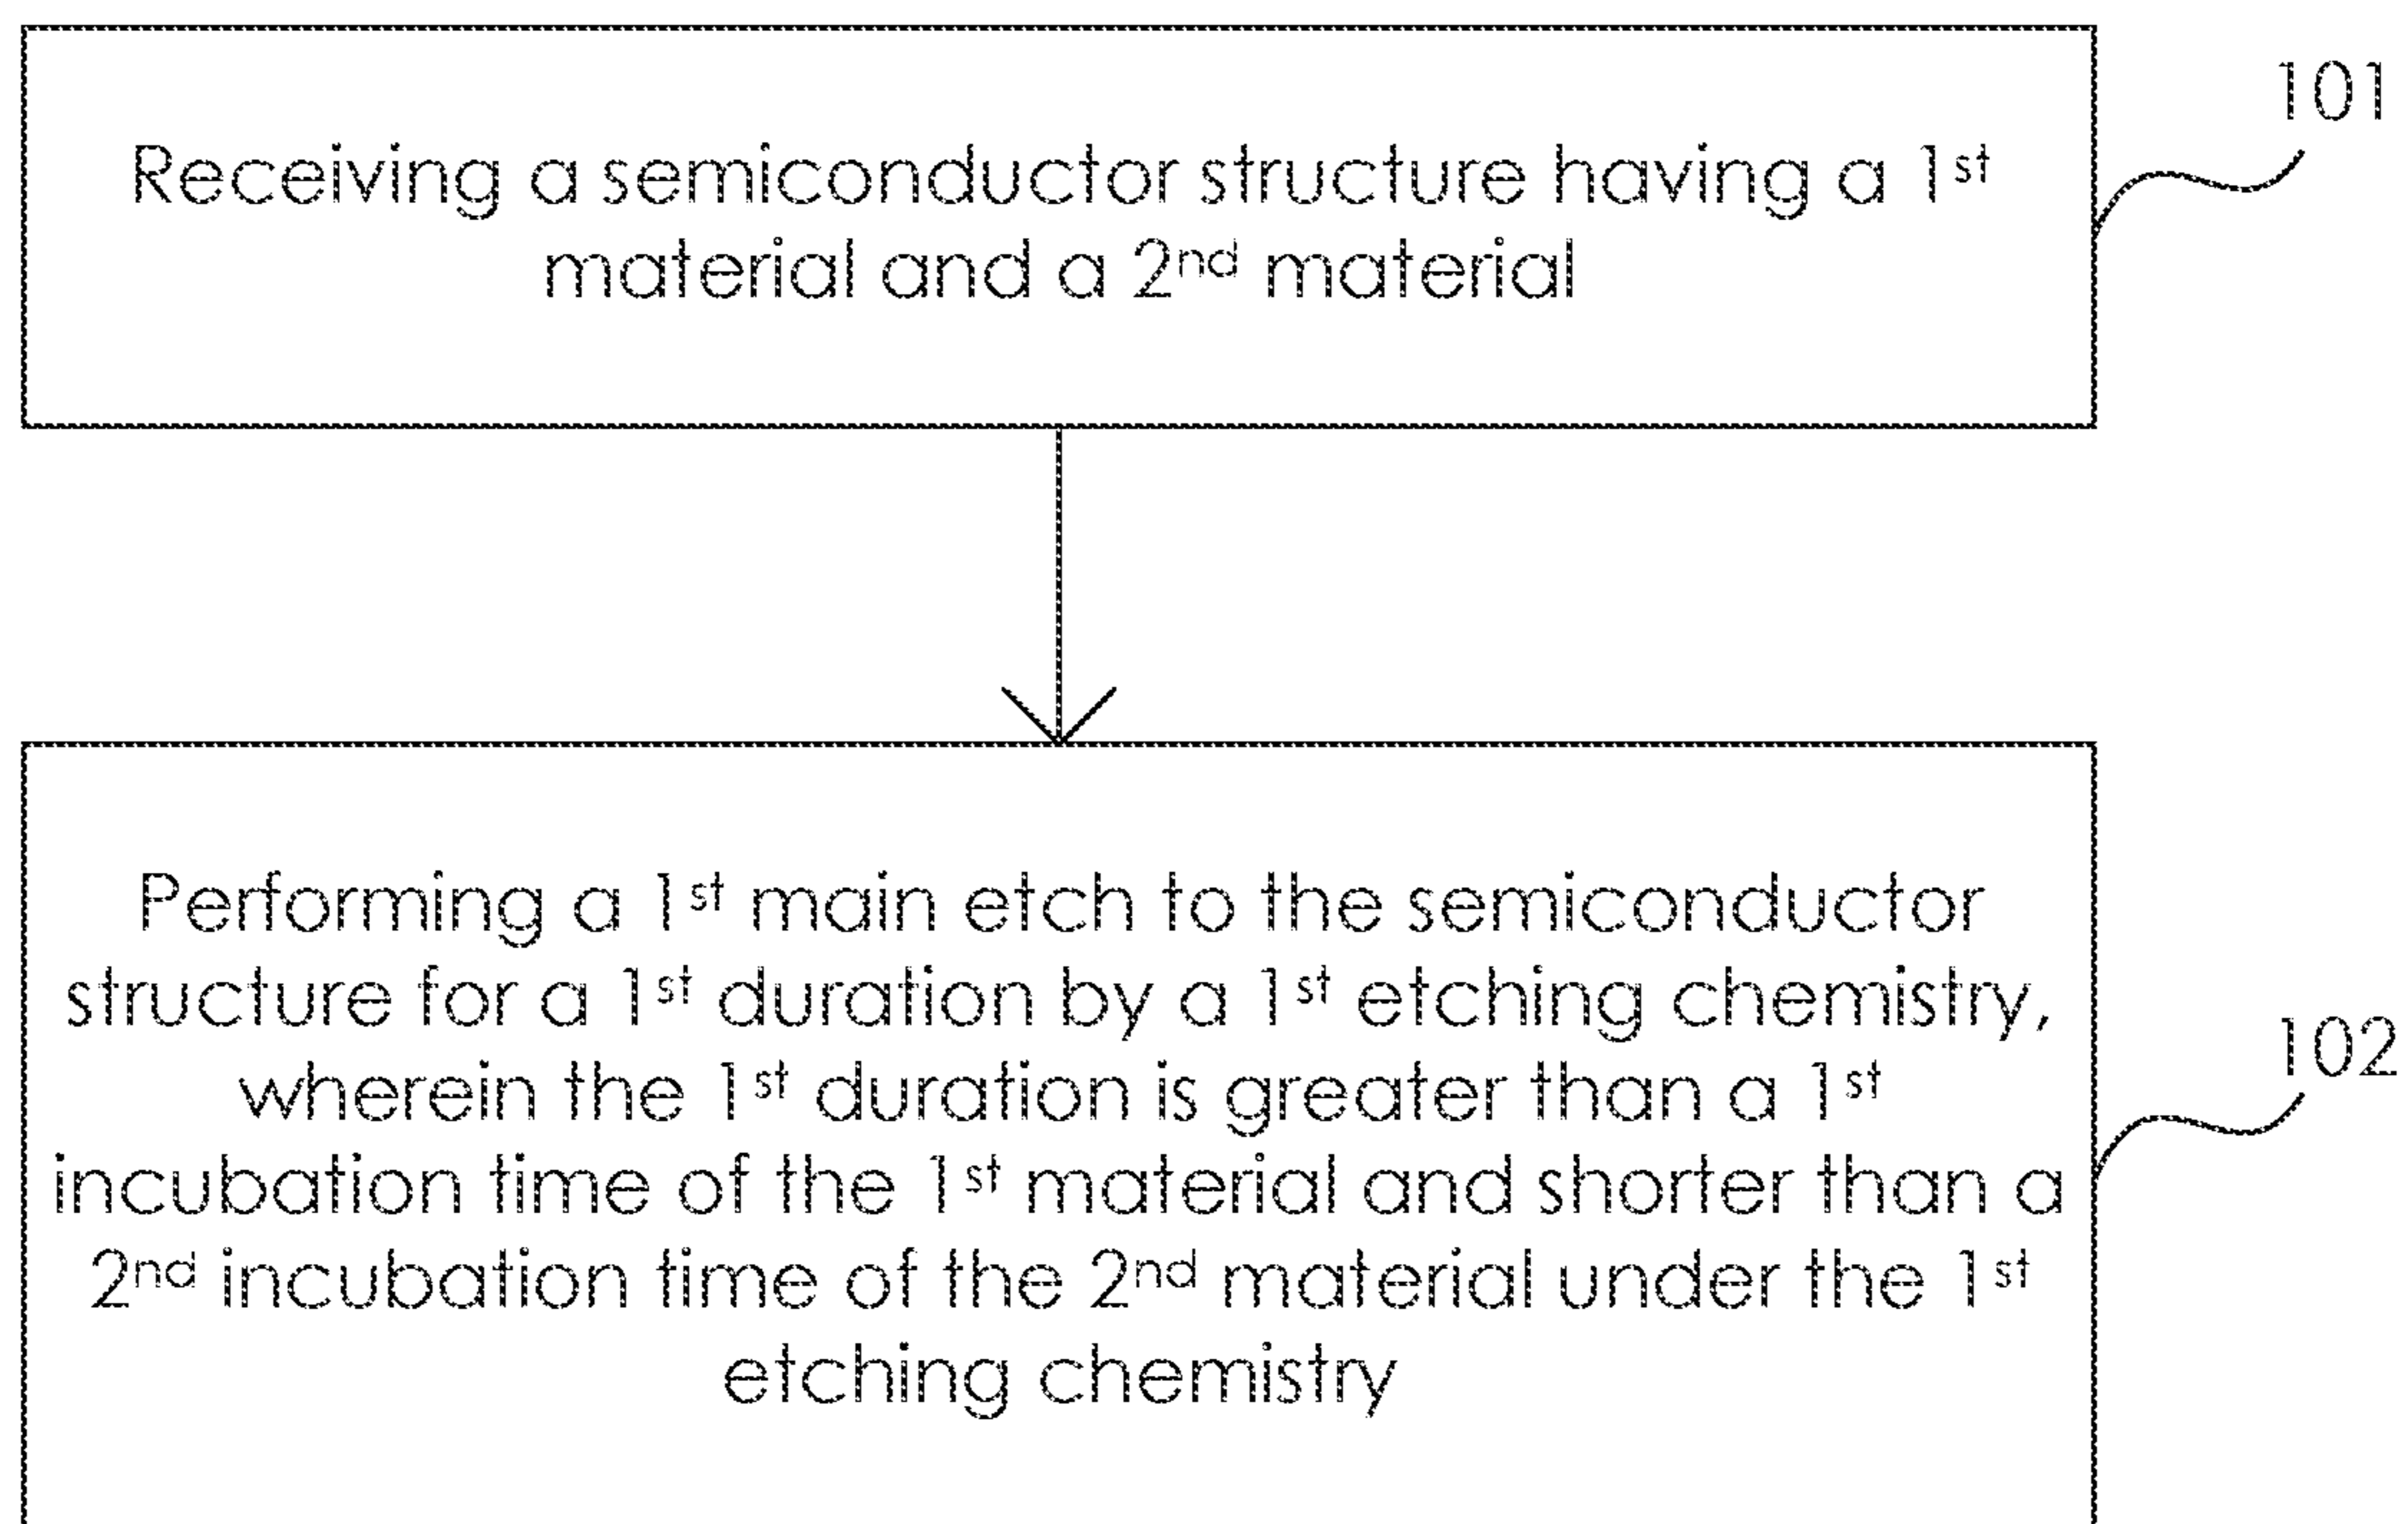 101
Receiving a semiconductor structure having a 1st
material and a 2nd material
Performing a 1st main etch to the semiconductor
structure for a 1st duration by a 1st etching chemistry,
wherein the 1st duration is greater than a 1st
incubation time of the 1st material and shorter than a
2nd incubation time of the 2nd material under the 1st
etching chemistry
102